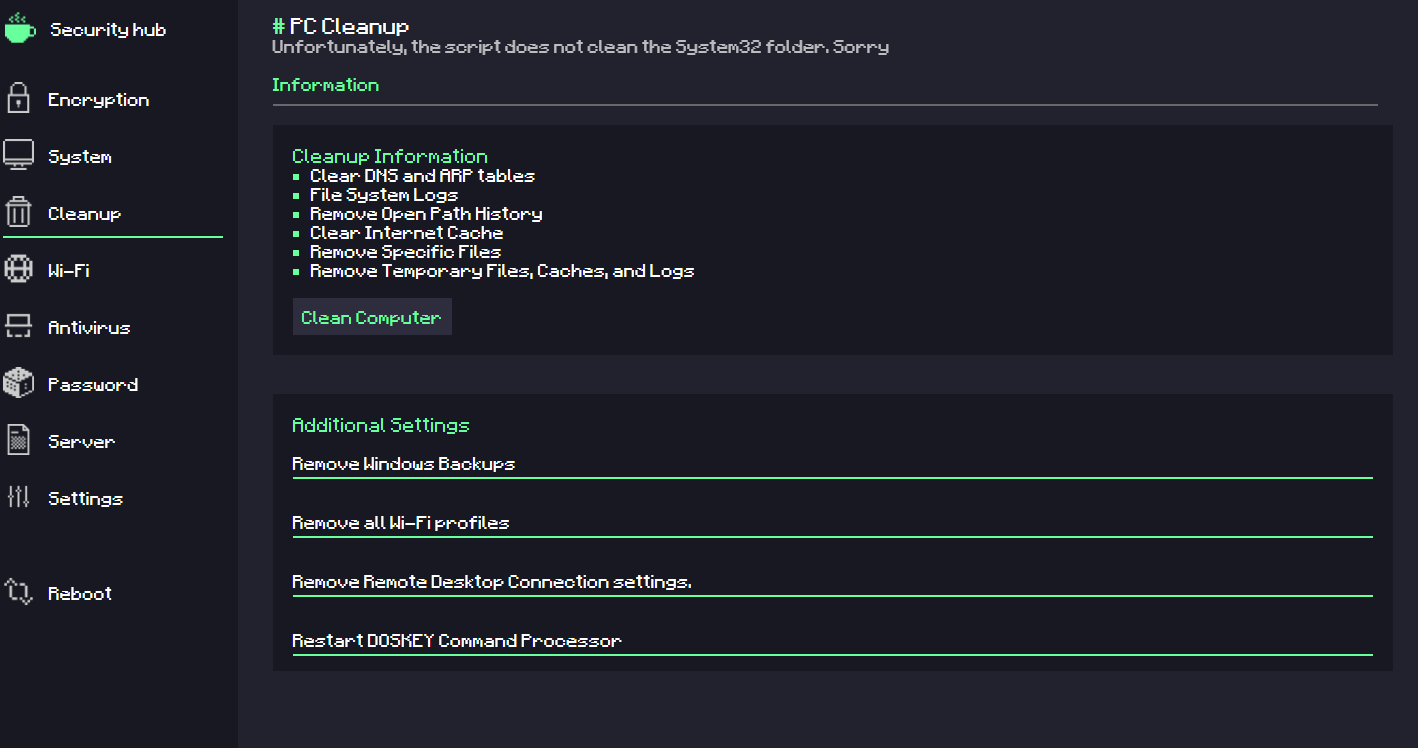 Security hub
Encryption
System
Cleanup
Wi-Fi
Antivirus
Password
Server
Settings
Reboot
# PC Cleanup
Unfortunately, the script does not clean the System32 folder. Sorry
Information
Cleanup Information
Clear DNS and ARP tables
File System Logs
Remove Open Path History
Clear Internet Cache
Remove Specific Files
Remove Temporary Files, Caches, and Logs
Clean Computer
Additional Settings
Remove Windows Backups
Remove all Wi-Fi profiles
Remove Remote Desktop Connection settings.
Restart DOSKEY Command Processor